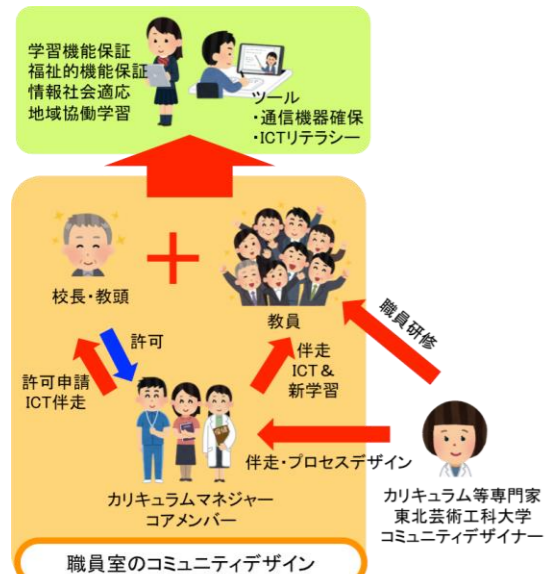 学習機能保証
福祉的機能保証
情報社会適応
地域協働学習
ツール
・通信機器確保
・ICTリテラシー
校長・教頭
教員
職員研修
許可
許可申請
ICT伴走
伴走
ICT＆
新学習
伴走・プロセスデザイン
カリキュラムマネジャー
コアメンバー
カリキュラム等専門家
東北芸術工科大学
コミュニティデザイナー
職員室のコミュニティデザイン